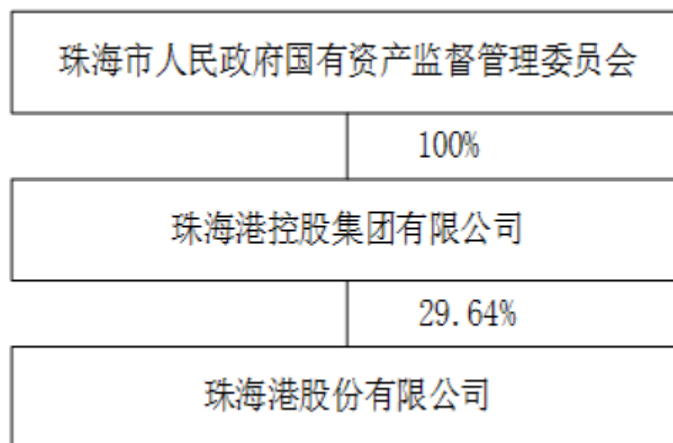 珠海市人民政府国有资产监督管理委员会
100%
珠海港控股集团有限公司
29.64%
珠海港股份有限公司